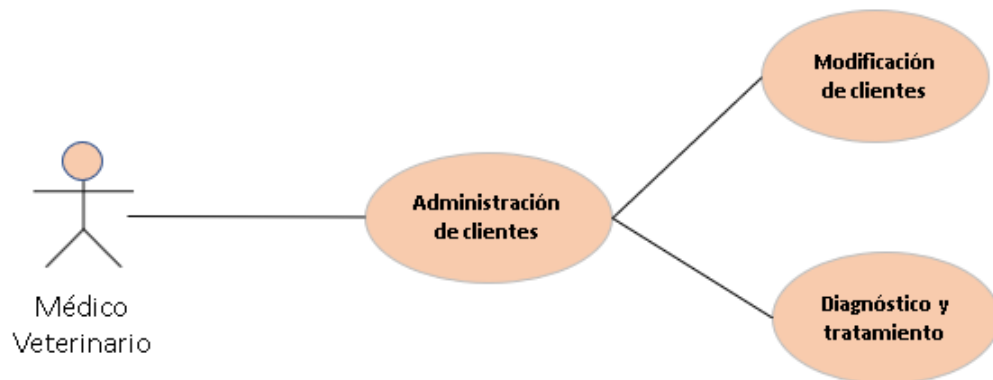 Modificación
de clientes
Administración
de clientes
Médico
Veterinario
Diagnóstico y
tratamiento